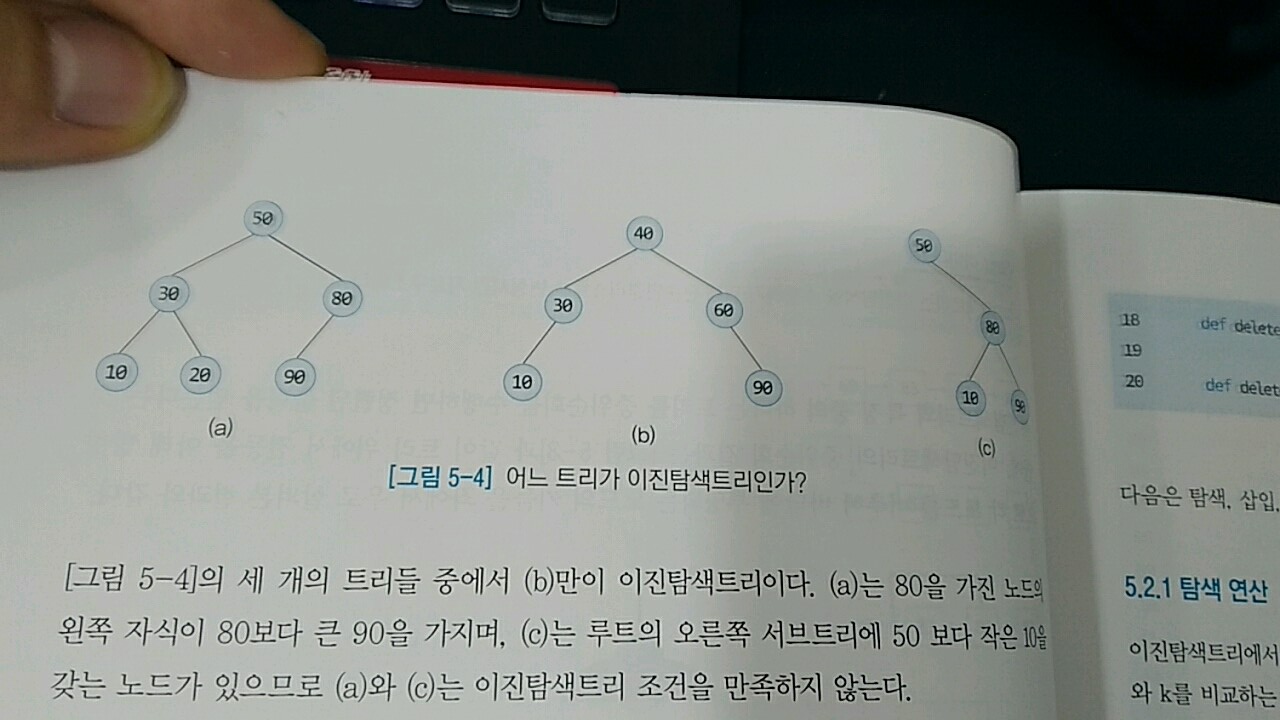 50
30
80
10
20
90
(a)
40
30
60
10
90
(b)
50
80
10
90
(c)
[그림 5-4] 어느 트리가 이진탐색트리인가?
[그림 5-4]의 세 개의 트리들 중에서 (b)만이 이진탐색트리이다. (a)는 80을 가진 노드의
왼쪽 자식이 80보다 큰 90을 가지며, (c)는 루트의 오른쪽 서브트리에 50 보다 작은 10을
갖는 노드가 있으므로 (a)와 (c)는 이진탐색트리 조건을 만족하지 않는다.
18 def delete
19
20 def delet
다음은 탐색, 삽입,
5.2.1 탐색 연산
이진탐색트리에서
와 k를 비교하는